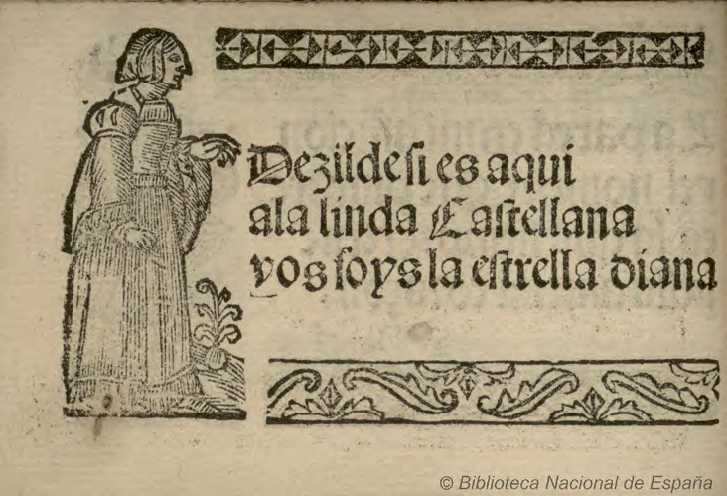 Dezildesi es aqui
ala linda Castellana
vos soys la estrella diana
© Biblioteca Nacional de España